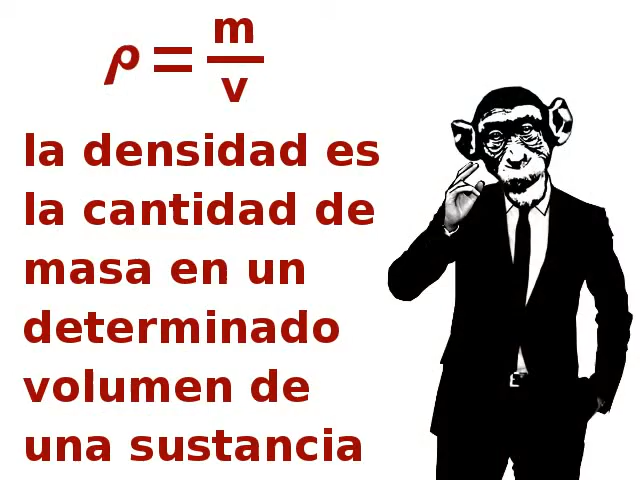 ρ = m
v
la densidad es
la cantidad de
masa en un
determinado
volumen de
una sustancia